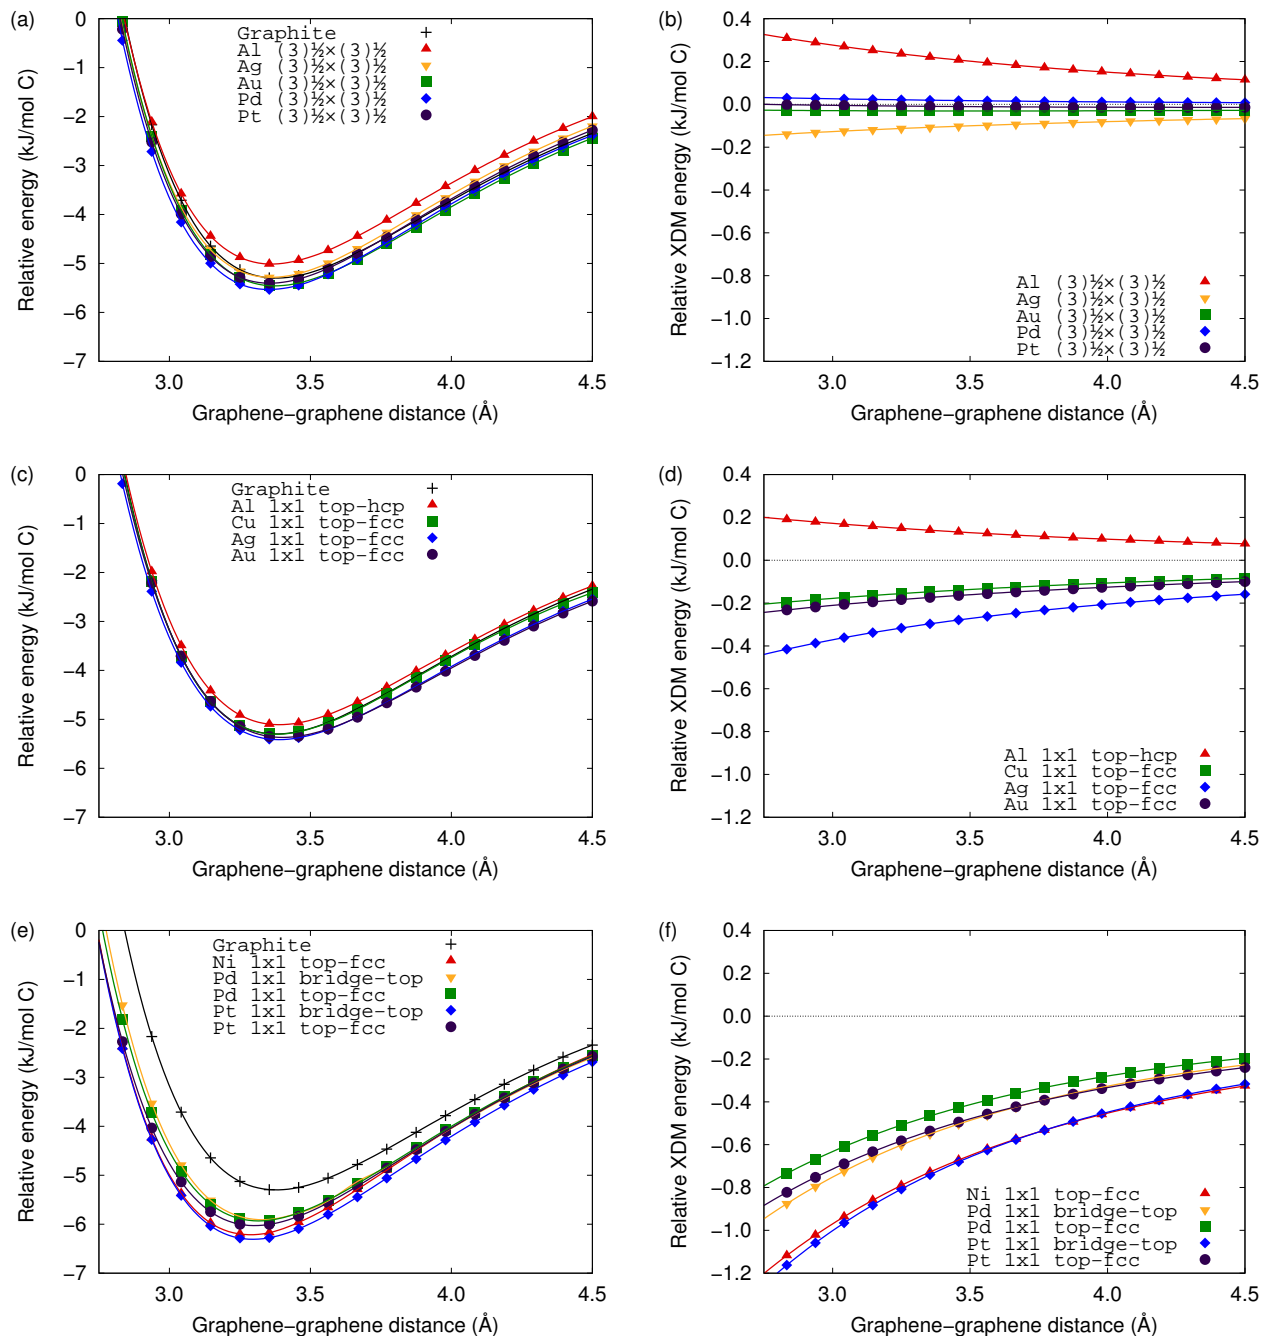 (a)
Relative energy (kJ/mol C)
0
−1
−2
−3
−4
−5
−6
−7
3.0 3.5 4.0 4.5
Graphene−graphene distance (Å)
Graphite
Al (3)½×(3)½
Ag (3)½×(3)½
Au (3)½×(3)½
Pd (3)½×(3)½
Pt (3)½×(3)½
(b)
Relative XDM energy (kJ/mol C)
0.4
0.2
0.0
−0.2
−0.4
−0.6
−0.8
−1.0
−1.2
3.0 3.5 4.0 4.5
Graphene−graphene distance (Å)
Al (3)½×(3)½
Ag (3)½×(3)½
Au (3)½×(3)½
Pd (3)½×(3)½
Pt (3)½×(3)½
(c)
Relative energy (kJ/mol C)
0
−1
−2
−3
−4
−5
−6
−7
3.0 3.5 4.0 4.5
Graphene−graphene distance (Å)
Graphite
Al 1x1 top−hcp
Cu 1x1 top−fcc
Ag 1x1 top−fcc
Au 1x1 top−fcc
(d)
Relative XDM energy (kJ/mol C)
0.4
0.2
0.0
−0.2
−0.4
−0.6
−0.8
−1.0
−1.2
3.0 3.5 4.0 4.5
Graphene−graphene distance (Å)
Al 1x1 top−hcp
Cu 1x1 top−fcc
Ag 1x1 top−fcc
Au 1x1 top−fcc
(e)
Relative energy (kJ/mol C)
0
−1
−2
−3
−4
−5
−6
−7
3.0 3.5 4.0 4.5
Graphene−graphene distance (Å)
Graphite
Ni 1x1 top−fcc
Pd 1x1 bridge−top
Pd 1x1 top−fcc
Pt 1x1 bridge−top
Pt 1x1 top−fcc
(f)
Relative XDM energy (kJ/mol C)
0.4
0.2
0.0
−0.2
−0.4
−0.6
−0.8
−1.0
−1.2
3.0 3.5 4.0 4.5
Graphene−graphene distance (Å)
Ni 1x1 top−fcc
Pd 1x1 bridge−top
Pd 1x1 top−fcc
Pt 1x1 bridge−top
Pt 1x1 top−fcc